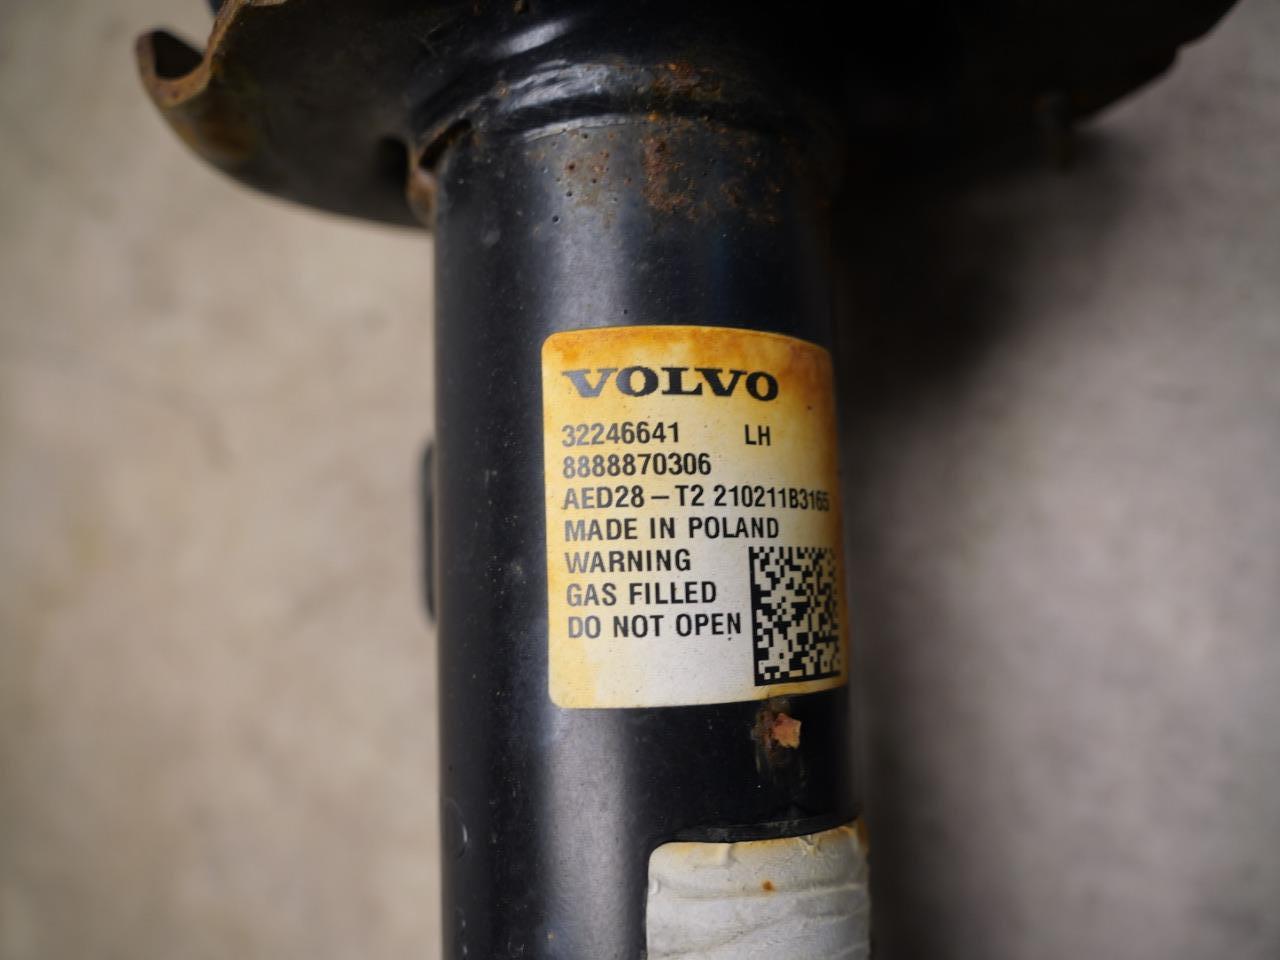 VOLVO
32246641 LH
8888870306
AED28-T2 210211B3165
MADE IN POLAND
WARNING
GAS FILLED
DO NOT OPEN